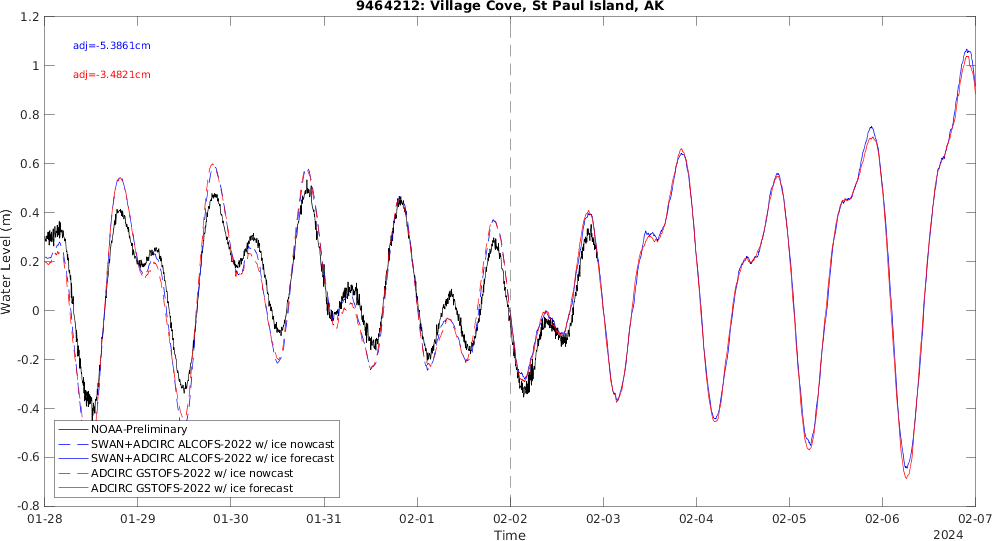 9464212: Village Cove, St Paul Island, AK
adj=-5.3861cm
adj=-3.4821cm
Water Level (m)
1.2
1
0.8
0.6
0.4
0.2
0
-0.2
-0.4
-0.6
-0.8
NOAA-Preliminary
SWAN+ADCIRC ALCOFS-2022 w/ ice nowcast
SWAN+ADCIRC ALCOFS-2022 w/ ice forecast
ADCIRC GSTOFS-2022 w/ ice nowcast
ADCIRC GSTOFS-2022 w/ ice forecast
01-28 01-29 01-30 01-31 02-01 02-02 02-03 02-04 02-05 02-06 02-07
Time
2024